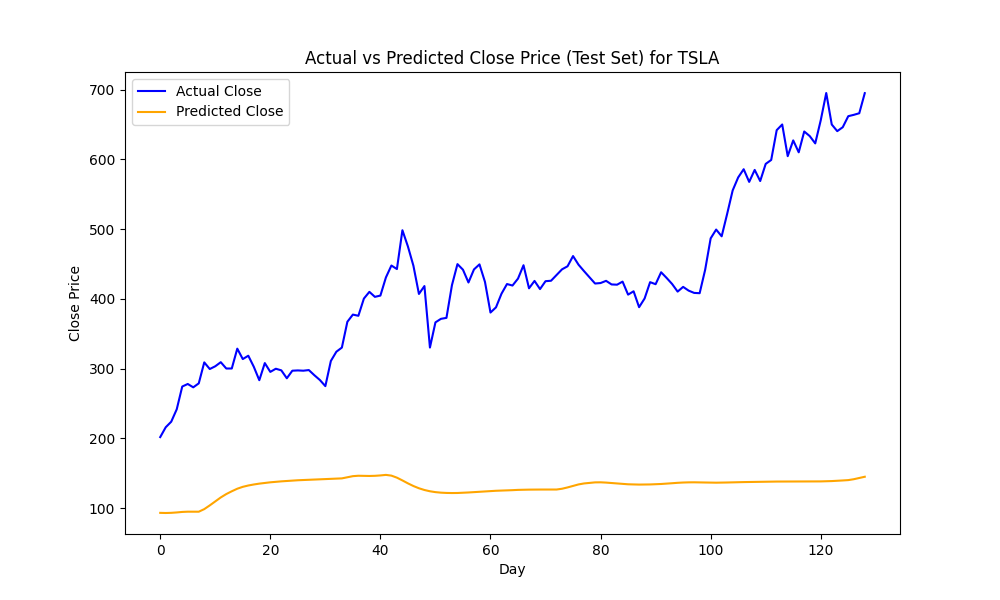 Actual vs Predicted Close Price (Test Set) for TSLA
Actual Close
Predicted Close
Close Price
700
600
500
400
300
200
100
0 20 40 60 80 100 120
Day